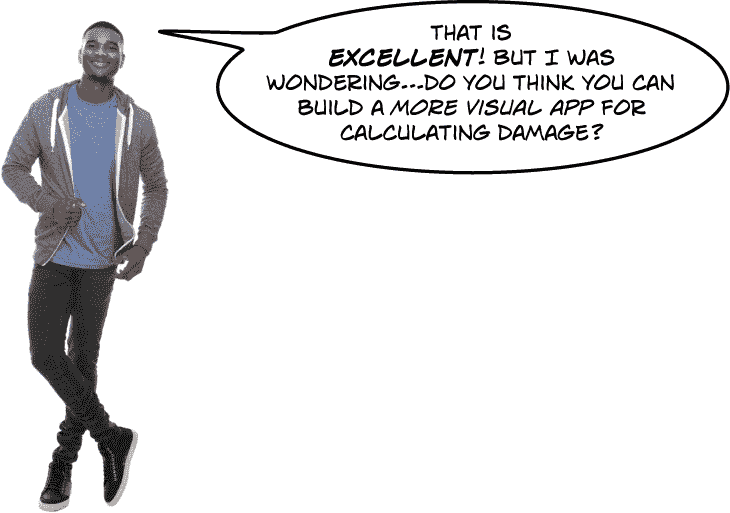 THAT IS
EXCELLENT! BUT I WAS
WONDERING...DO YOU THINK YOU CAN
BUILD A MORE VISUAL APP FOR
CALCULATING DAMAGE?